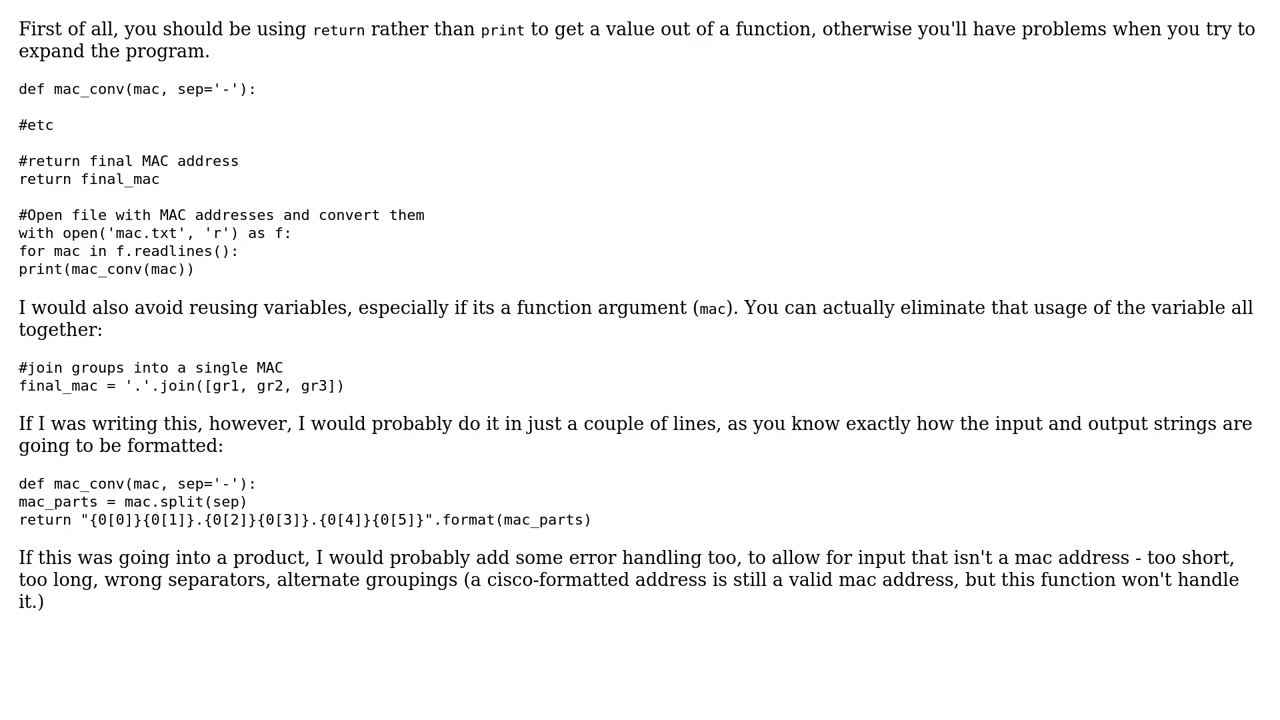 First of all, you should be using return rather than print to get a value out of a function, otherwise you'll have problems when you try to
expand the program.
def mac_conv(mac, sep='-'):
#etc
#return final MAC address
return final_mac
#Open file with MAC addresses and convert them
with open('mac.txt', 'r') as f:
for mac in f.readlines():
print(mac_conv(mac))
I would also avoid reusing variables, especially if its a function argument (mac). You can actually eliminate that usage of the variable all
together:
#join groups into a single MAC
final_mac = '.'.join([gr1, gr2, gr3])
If I was writing this, however, I would probably do it in just a couple of lines, as you know exactly how the input and output strings are
going to be formatted:
def mac_conv(mac, sep='-'):
mac_parts = mac.split(sep)
return "{0[0]}{0[1]}.{0[2]}{0[3]}.{0[4]}{0[5]}".format(mac_parts)
If this was going into a product, I would probably add some error handling too, to allow for input that isn't a mac address - too short,
too long, wrong separators, alternate groupings (a cisco-formatted address is still a valid mac address, but this function won't handle
it.)